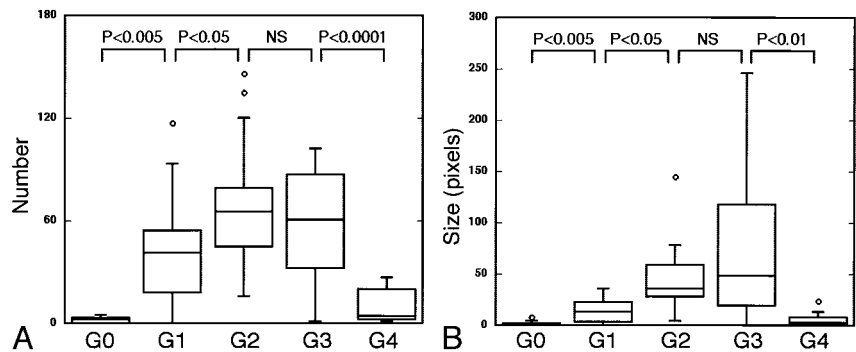 180
P<0.005 P<0.05 NS P<0.0001
120
Number
60
0
A G0 G1 G2 G3 G4
300
P<0.005 P<0.05 NS P<0.01
250
200
150
Size (pixels)
100
50
0
B G0 G1 G2 G3 G4